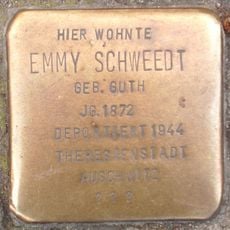 HIER WOHNTE
EMMY SCHWEEDT
GEB. GUTH
JG. 1872
DEPORTIERT 1944
THERESIENSTADT
AUSCHWITZ
? ? ?